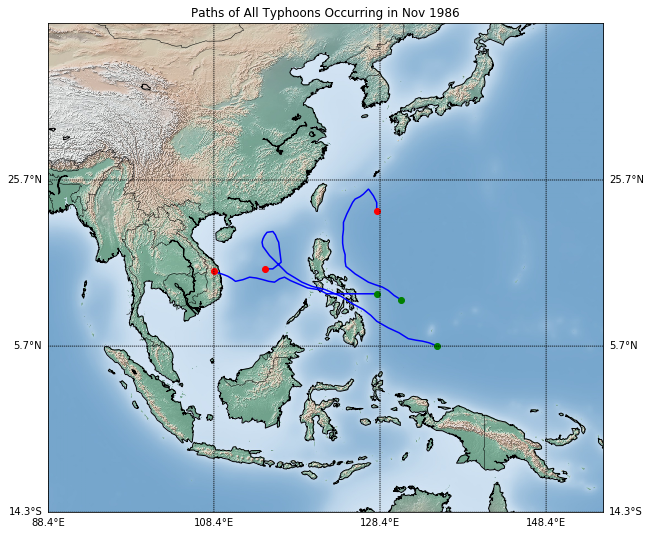 Paths of All Typhoons Occurring in Nov 1986
25.7°N 25.7°N
5.7°N 5.7°N
14.3°S 14.3°S
88.4°E 108.4°E 128.4°E 148.4°E